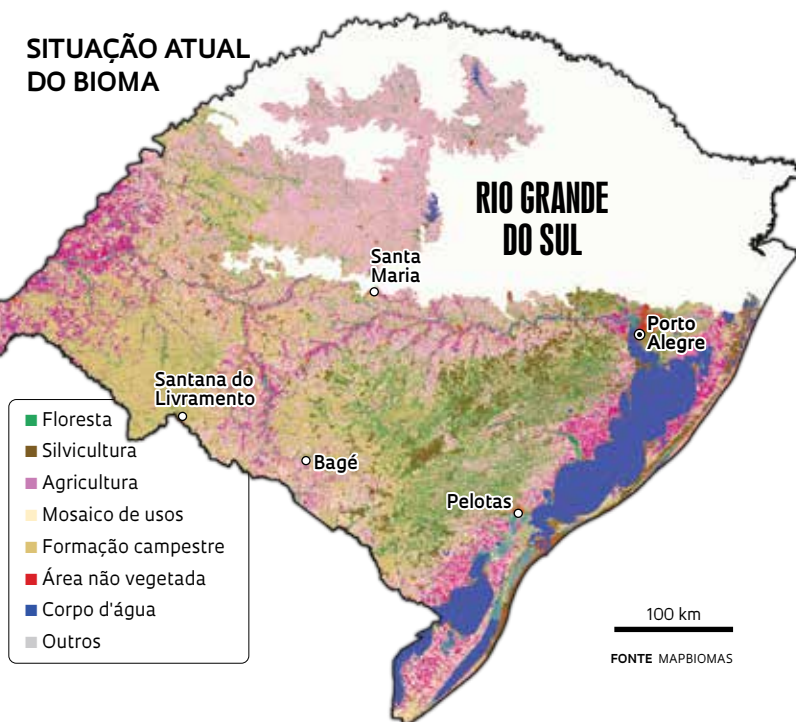 SITUAÇÃO ATUAL
DO BIOMA
RIO GRANDE
DO SUL
Santa
Maria
Porto
Alegre
Santana do
Livramento
Bagé
Pelotas
Floresta
Silvicultura
Agricultura
Mosaico de usos
Formação campestre
Área não vegetada
Corpo d'água
Outros
100 km
FONTE MAPBIOMAS